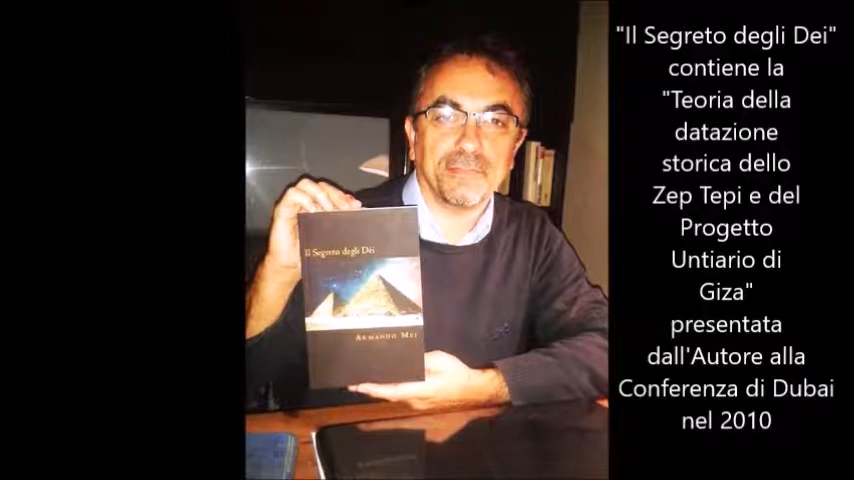 "Il Segreto degli Dei"
contiene la
"Teoria della
datazione
storica dello
Zep Tepi e del
Progetto
Untiario di
Giza"
presentata
dall'Autore alla
Conferenza di Dubai
nel 2010
Il Segreto degli Dei
ARMANDO MEI